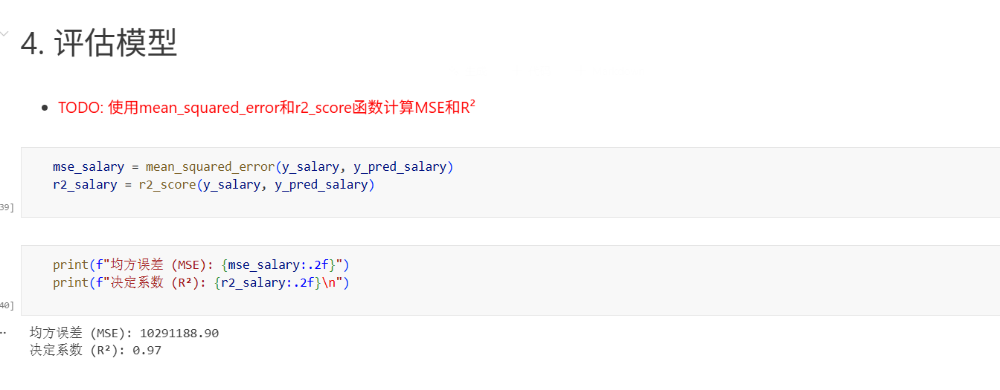 4. 评估模型
TODO: 使用mean_squared_error和r2_score函数计算MSE和R²
mse_salary = mean_squared_error(y_salary, y_pred_salary)
r2_salary = r2_score(y_salary, y_pred_salary)
39]
print(f"均方误差 (MSE): {mse_salary:.2f}")
print(f"决定系数 (R²): {r2_salary:.2f}\n")
40]
均方误差 (MSE): 10291188.90
决定系数 (R²): 0.97